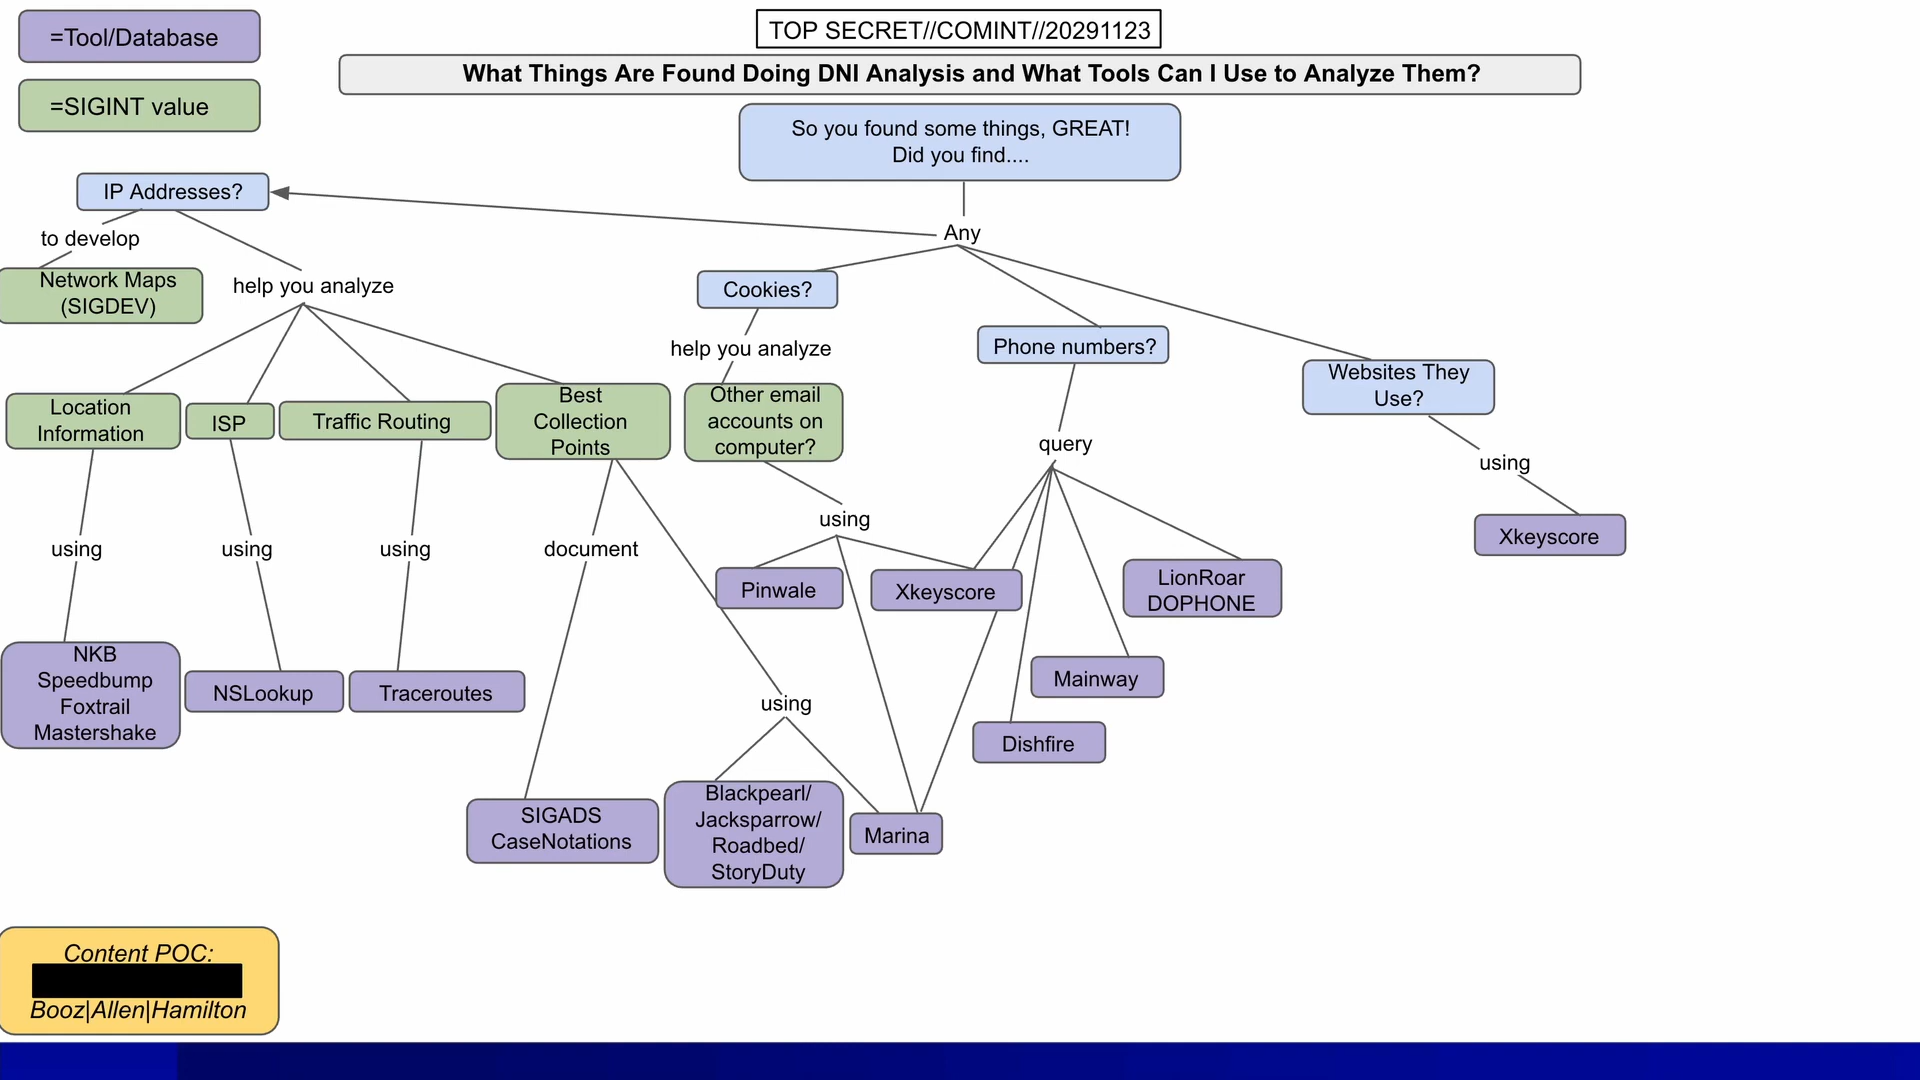 =Tool/Database
TOP SECRET//COMINT//20291123
What Things Are Found Doing DNI Analysis and What Tools Can I Use to Analyze Them?
=SIGINT value
So you found some things, GREAT!
Did you find....
IP Addresses?
Any
to develop
Network Maps
(SIGDEV)
help you analyze
Cookies?
help you analyze
Phone numbers?
Websites They
Use?
Location
Information
ISP
Traffic Routing
Best
Collection
Points
Other email
accounts on
computer?
query
using
Xkeyscore
using
using
using
using
document
Pinwale
Xkeyscore
LionRoar
DOPHONE
NKB
Speedbump
Foxtrail
Mastershake
NSLookup
Traceroutes
using
Mainway
Dishfire
SIGADS
CaseNotations
Blackpearl/
Jacksparrow/
Roadbed/
StoryDuty
Marina
Content POC:
Booz|Allen|Hamilton